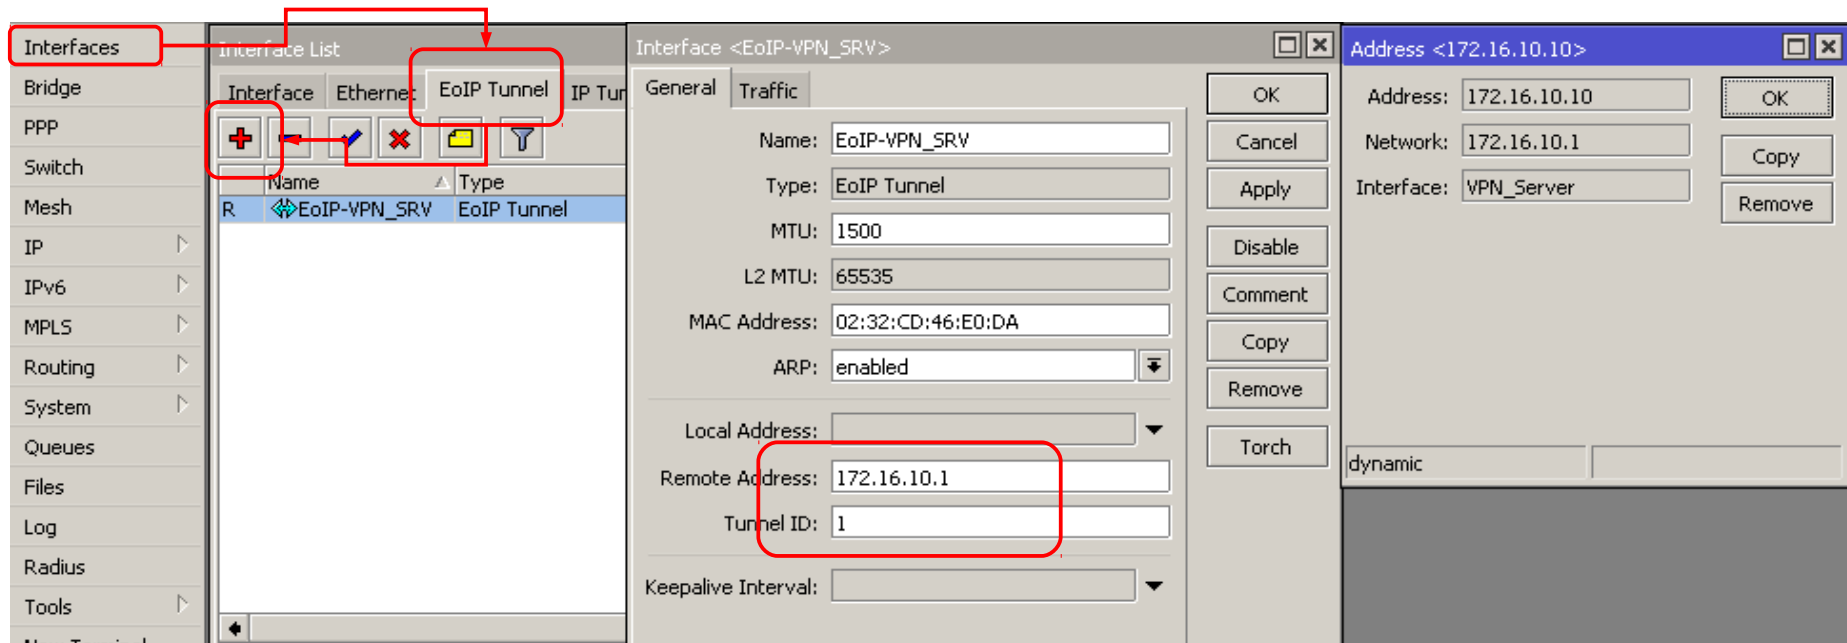 Interfaces
Bridge
PPP
Switch
Mesh
IP
IPv6
MPLS
Routing
System
Queues
Files
Log
Radius
Tools
Interface List
Interface Ethernet EoIP Tunnel IP Tun
Name Type
R EoIP-VPN_SRV EoIP Tunnel
Interface <EoIP-VPN_SRV>
General Traffic
Name: EoIP-VPN_SRV
Type: EoIP Tunnel
MTU: 1500
L2 MTU: 65535
MAC Address: 02:32:CD:46:E0:DA
ARP: enabled
Local Address:
Remote Address: 172.16.10.1
Tunnel ID: 1
Keepalive Interval:
OK
Cancel
Apply
Disable
Comment
Copy
Remove
Torch
Address <172.16.10.10>
Address: 172.16.10.10
Network: 172.16.10.1
Interface: VPN_Server
OK
Copy
Remove
dynamic